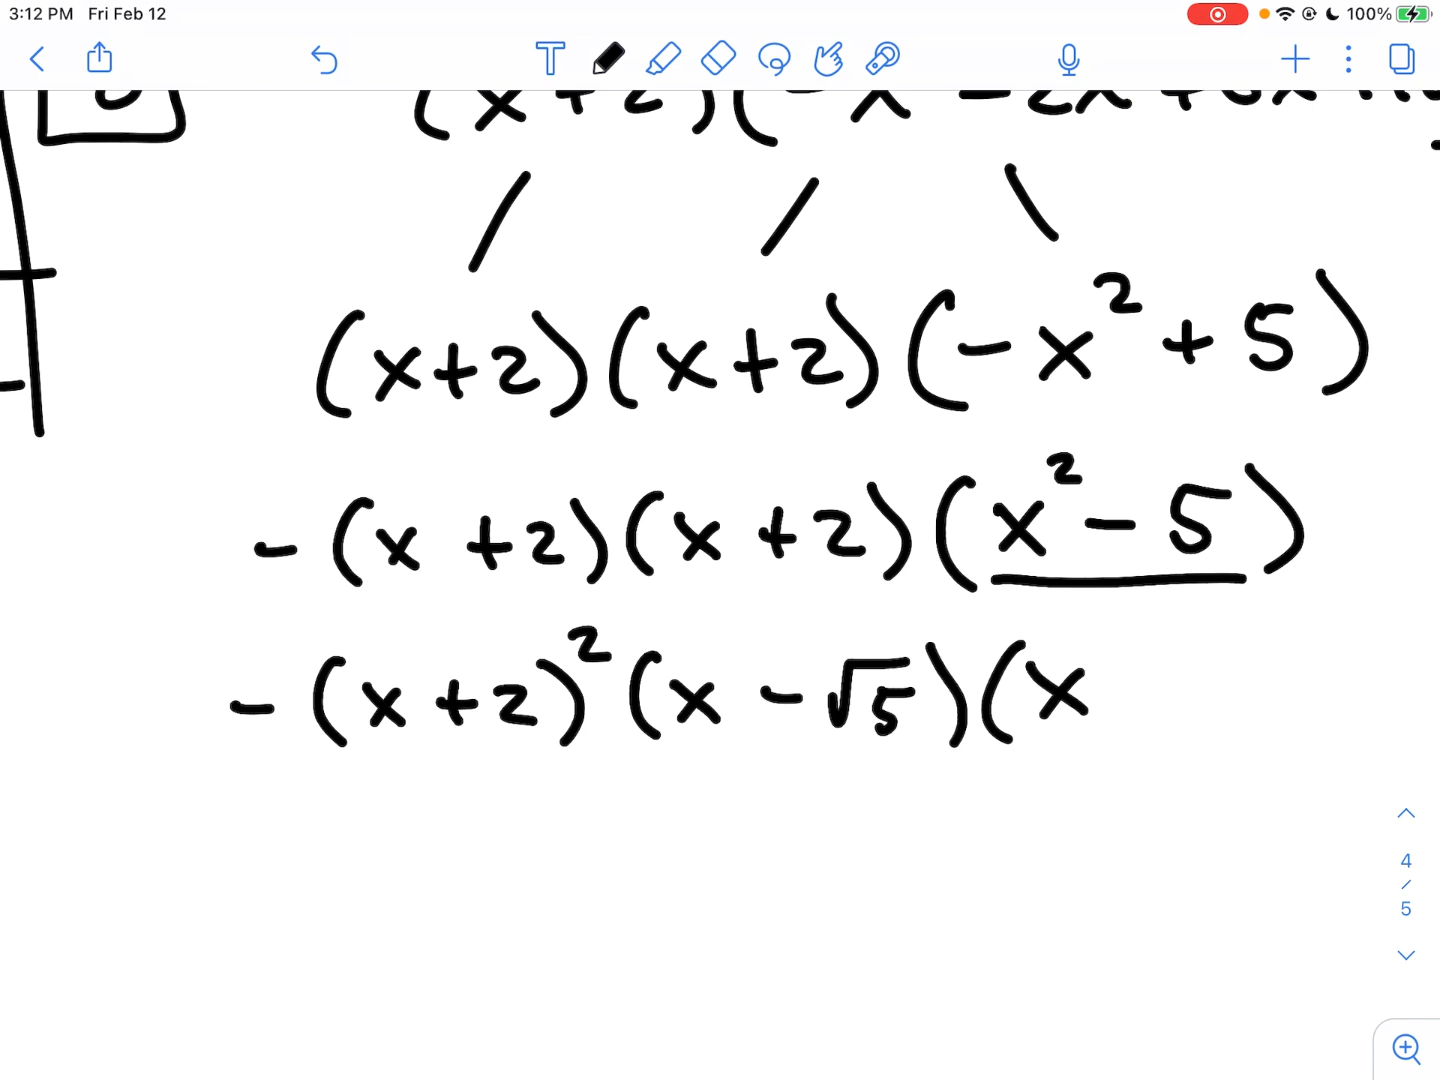 3:12 PM Fri Feb 12
100%
T
(x+2)(-x
(x+2)(x+2)(-x²+5)
-(x+2)(x+2)(x²-5)
-(x+2)²(x-√5)(x
4
/
5